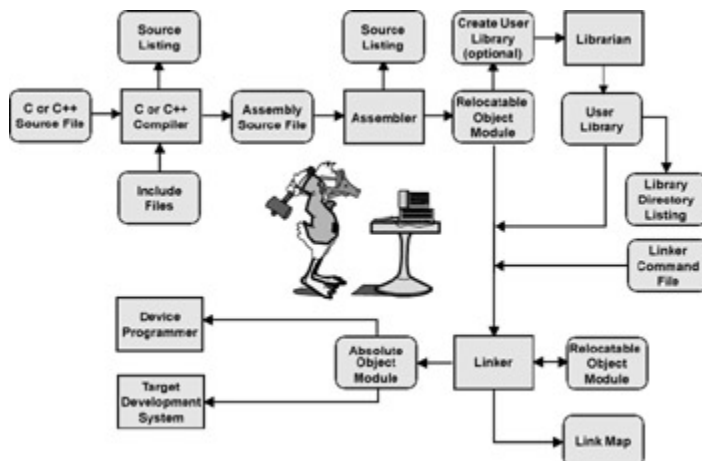 Source
Listing
Source
Listing
Create User
Library
(optional)
Librarian
C or C++
Source File
C or C++
Compiler
Assembly
Source File
Assembler
Relocatable
Object
Module
User
Library
Include
Files
Library
Directory
Listing
Linker
Command
File
Device
Programmer
Absolute
Object
Module
Linker
Relocatable
Object
Module
Target
Development
System
Link Map